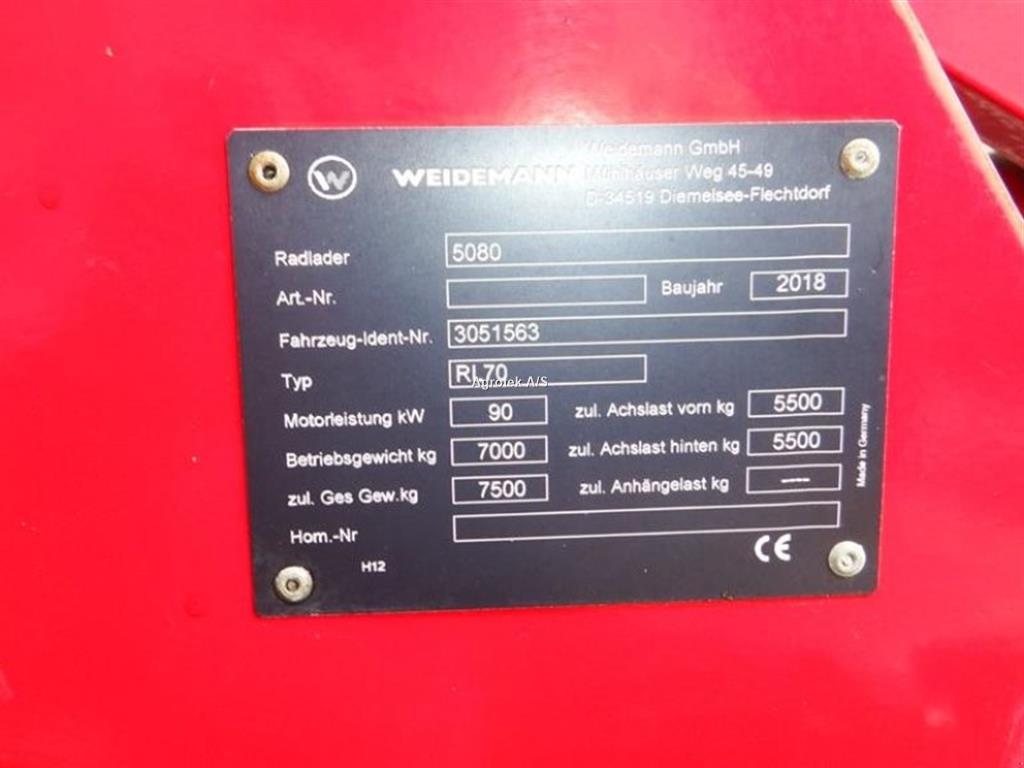 W WEIDEMANN
Weidemann GmbH
Mühlhäuser Weg 45-49
D-34519 Diemelsee-Flechtdorf
Radlader 5080
Art.-Nr. Baujahr 2018
Fahrzeug-Ident-Nr. 3051563
Typ RL70
Agrotek A/S
Motorleistung kW 90 zul. Achslast vorn kg 5500
Betriebsgewicht kg 7000 zul. Achslast hinten kg 5500
zul. Ges Gew.kg 7500 zul. Anhängelast kg ---
Hom.-Nr
H12 CE
Made in Germany